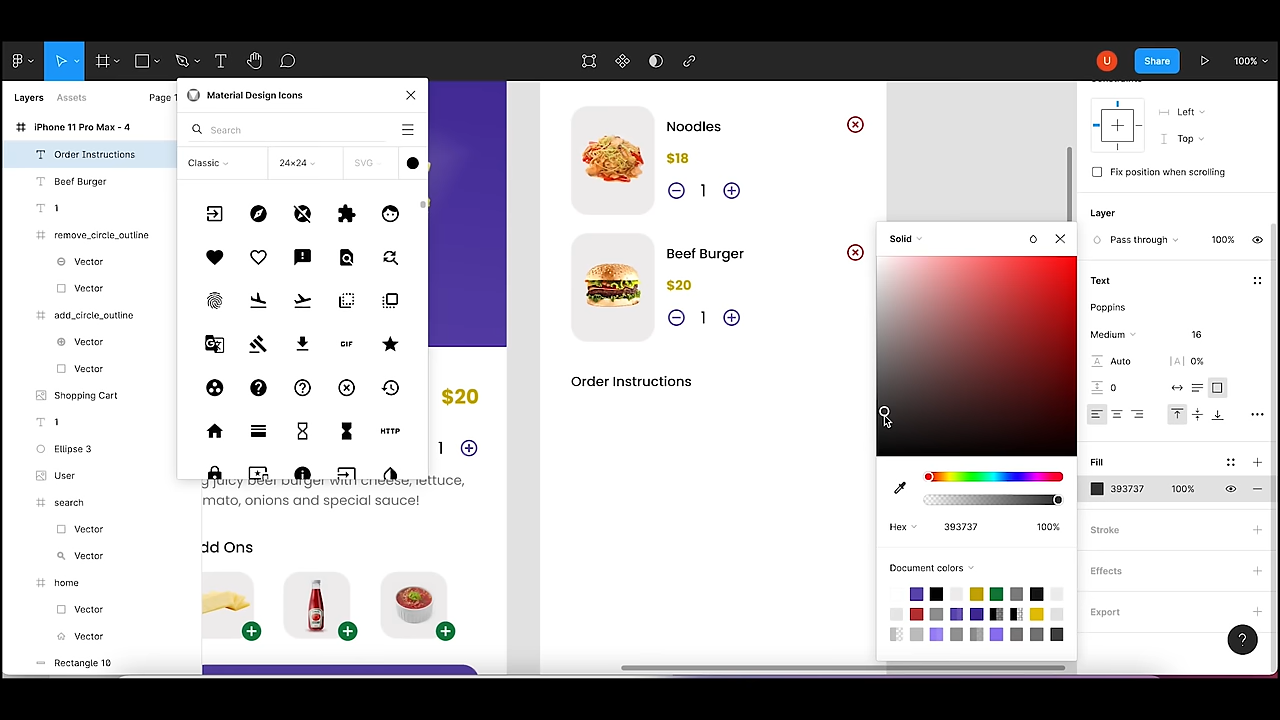 U
Share
100%
Layers
Assets
Page 1
iPhone 11 Pro Max - 4
Order Instructions
Beef Burger
1
remove_circle_outline
Vector
Vector
add_circle_outline
Vector
Vector
Shopping Cart
1
Ellipse 3
User
search
Vector
Vector
home
Vector
Vector
Rectangle 10
Material Design Icons
Search
Classic
24×24
SVG
GIF
HTTP
$20
1
juicy beef burger with cheese, lettuce,
mato, onions and special sauce!
dd Ons
Noodles
$18
1
Beef Burger
$20
1
Order Instructions
Solid
Hex
393737
100%
Document colors
Constraints
Left
Top
Fix position when scrolling
Layer
Pass through
100%
Text
Poppins
Medium
16
Auto
|A| 0%
0
Fill
393737
100%
Stroke
Effects
Export
?